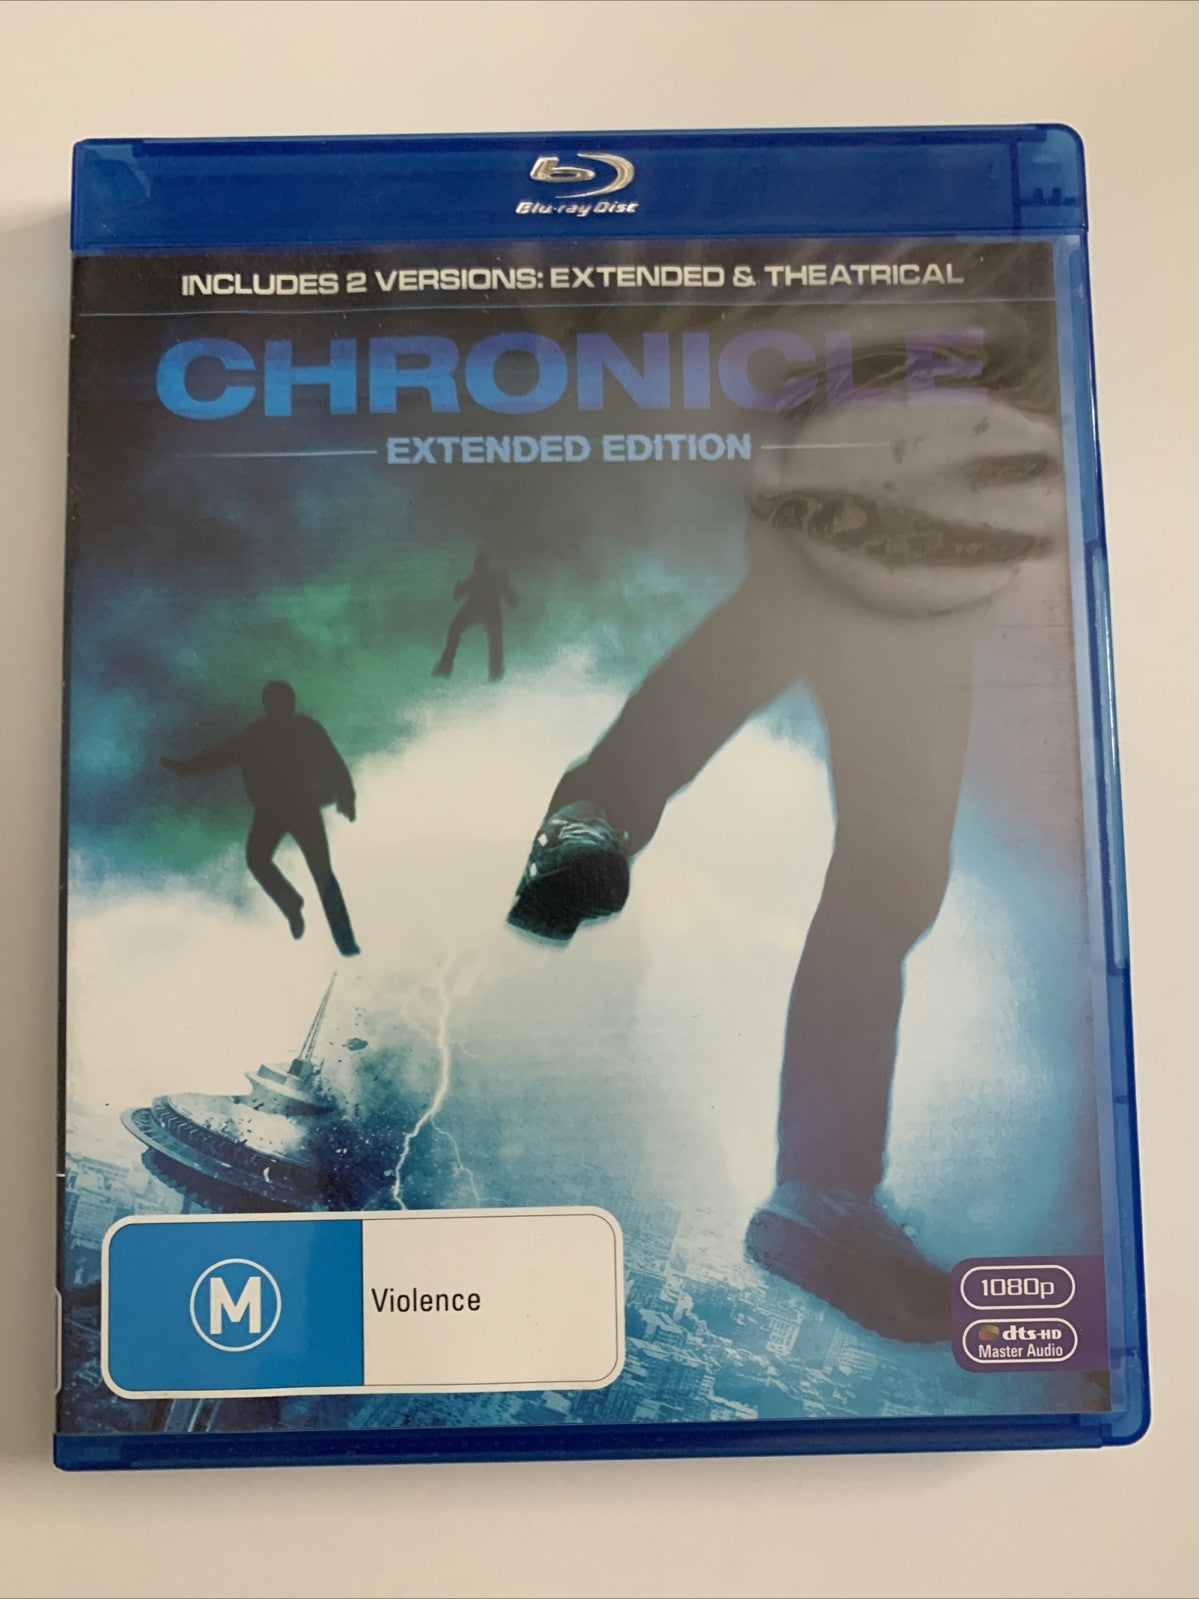 Blu-ray Disc
INCLUDES 2 VERSIONS: EXTENDED & THEATRICAL
CHRONICLE
EXTENDED EDITION
M
Violence
1080p
dts-HD
Master Audio